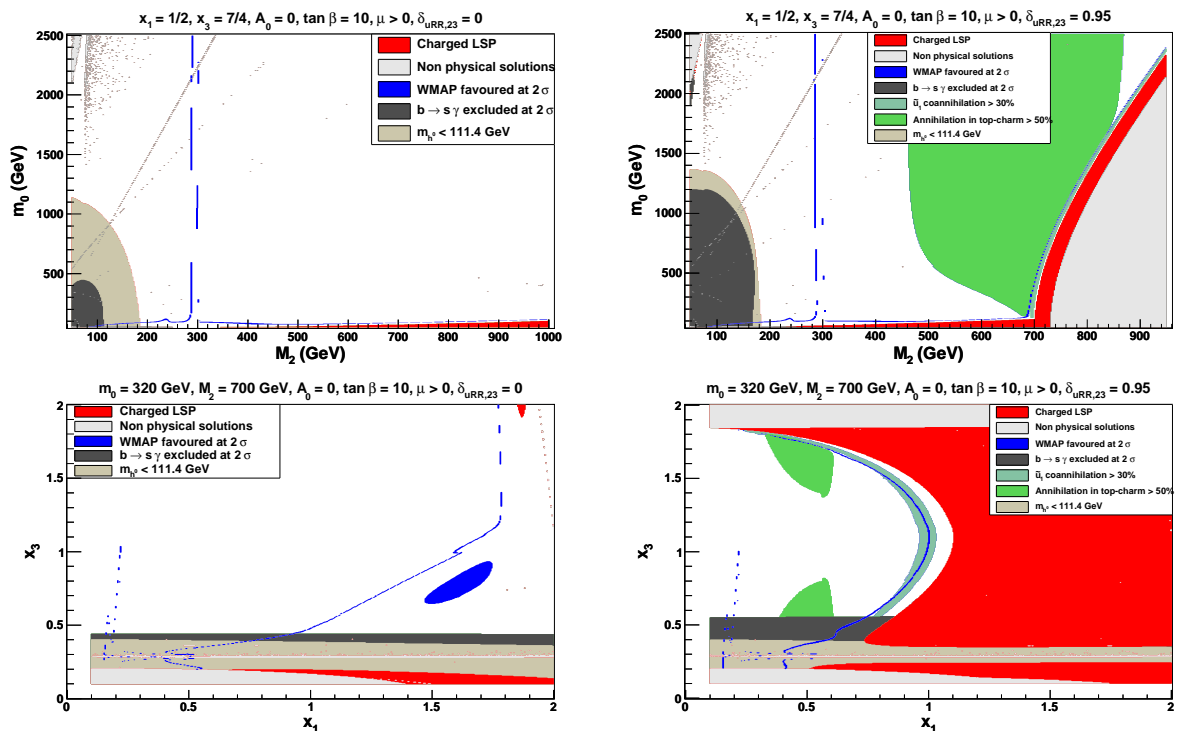 x1 = 1/2, x3 = 7/4, A0 = 0, tan β = 10, μ > 0, δuRR,23 = 0
m0 (GeV)
2500
2000
1500
1000
500
Charged LSP
Non physical solutions
WMAP favoured at 2 σ
b → s γ excluded at 2 σ
mh0 < 111.4 GeV
100 200 300 400 500 600 700 800 900 1000
M2 (GeV)
x1 = 1/2, x3 = 7/4, A0 = 0, tan β = 10, μ > 0, δuRR,23 = 0.95
m0 (GeV)
2500
2000
1500
1000
500
Charged LSP
Non physical solutions
WMAP favoured at 2 σ
b → s γ excluded at 2 σ
ũ1 coannihilation > 30%
Annihilation in top-charm > 50%
mh0 < 111.4 GeV
100 200 300 400 500 600 700 800 900
M2 (GeV)
m0 = 320 GeV, M2 = 700 GeV, A0 = 0, tan β = 10, μ > 0, δuRR,23 = 0
x3
2
1.5
1
0.5
0
Charged LSP
Non physical solutions
WMAP favoured at 2 σ
b → s γ excluded at 2 σ
mh0 < 111.4 GeV
0 0.5 1 1.5 2
x1
m0 = 320 GeV, M2 = 700 GeV, A0 = 0, tan β = 10, μ > 0, δuRR,23 = 0.95
x3
2
1.5
1
0.5
0
Charged LSP
Non physical solutions
WMAP favoured at 2 σ
b → s γ excluded at 2 σ
ũ1 coannihilation > 30%
Annihilation in top-charm > 50%
mh0 < 111.4 GeV
0 0.5 1 1.5 2
x1